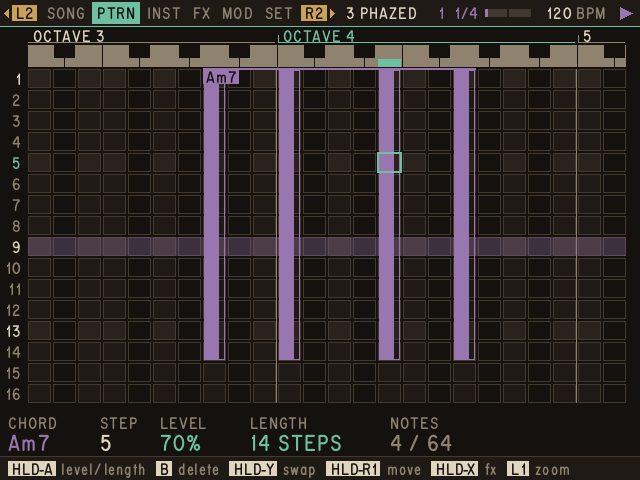 L2 SONG PTRN INST FX MOD SET R2 3 PHAZED 1 1/4 120 BPM
OCTAVE 3 OCTAVE 4 5
1 Am7
2
3
4
5
6
7
8
9
10
11
12
13
14
15
16
CHORD STEP LEVEL LENGTH NOTES
Am7 5 70% 14 STEPS 4 / 64
HLD-A level/length B delete HLD-Y swap HLD-R1 move HLD-X fx L1 zoom